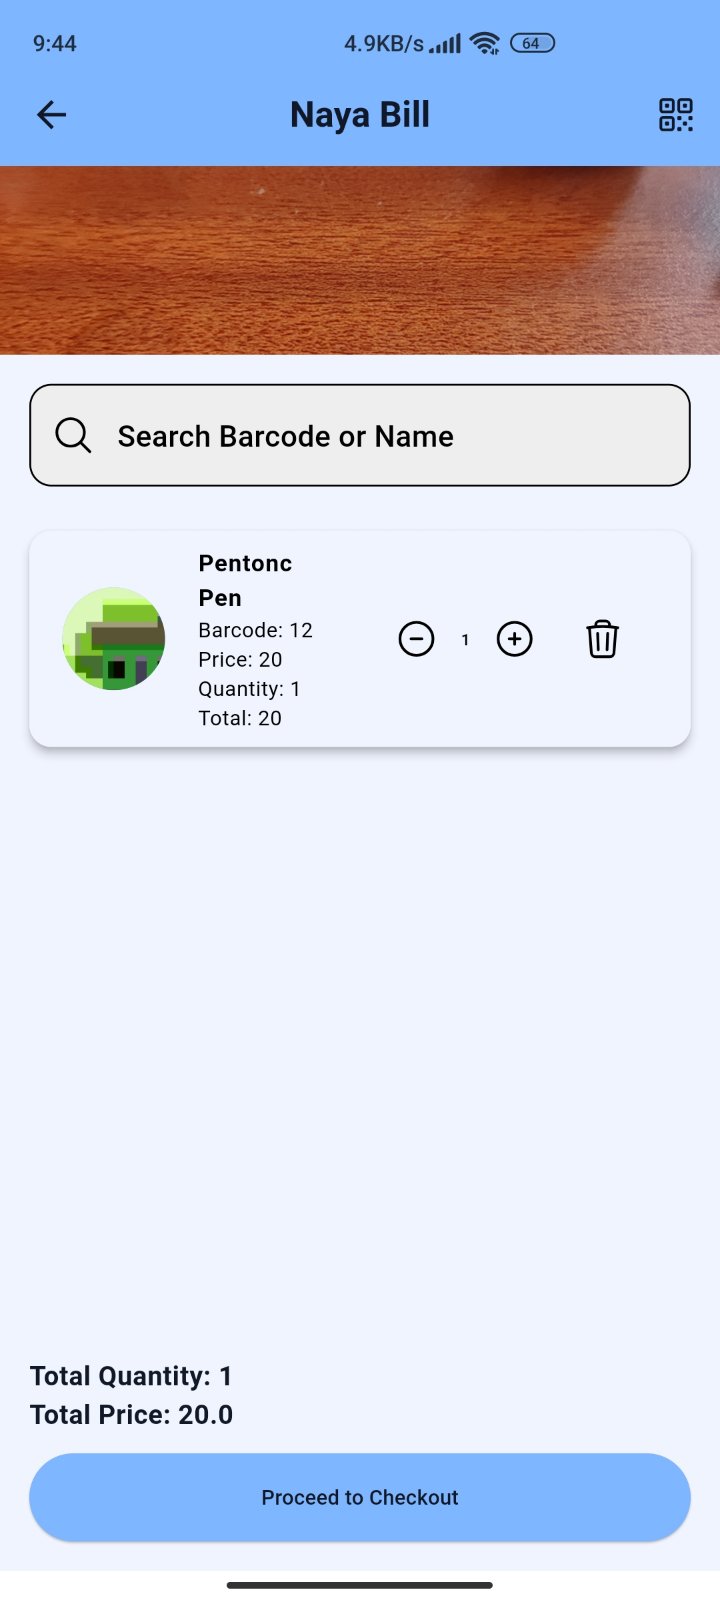 9:44
4.9KB/s
64
Naya Bill
Search Barcode or Name
Pentonc
Pen
Barcode: 12
Price: 20
Quantity: 1
Total: 20
1
Total Quantity: 1
Total Price: 20.0
Proceed to Checkout